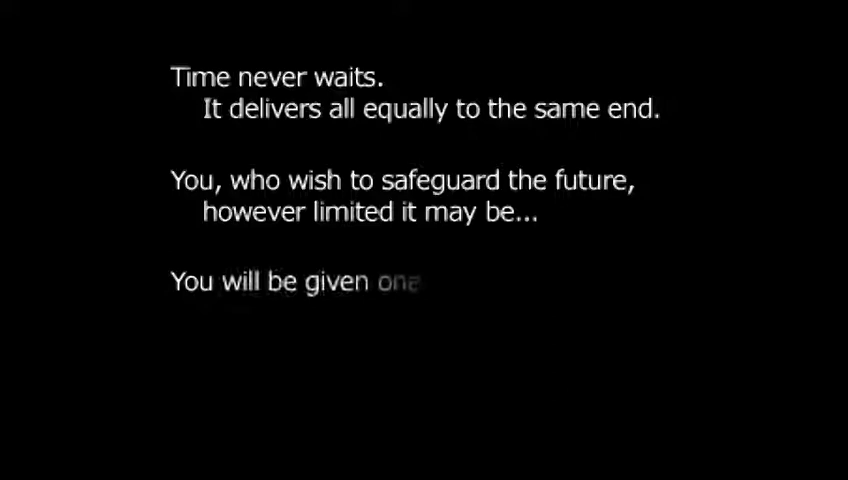 Time never waits.
It delivers all equally to the same end.
You, who wish to safeguard the future,
however limited it may be...
You will be given one